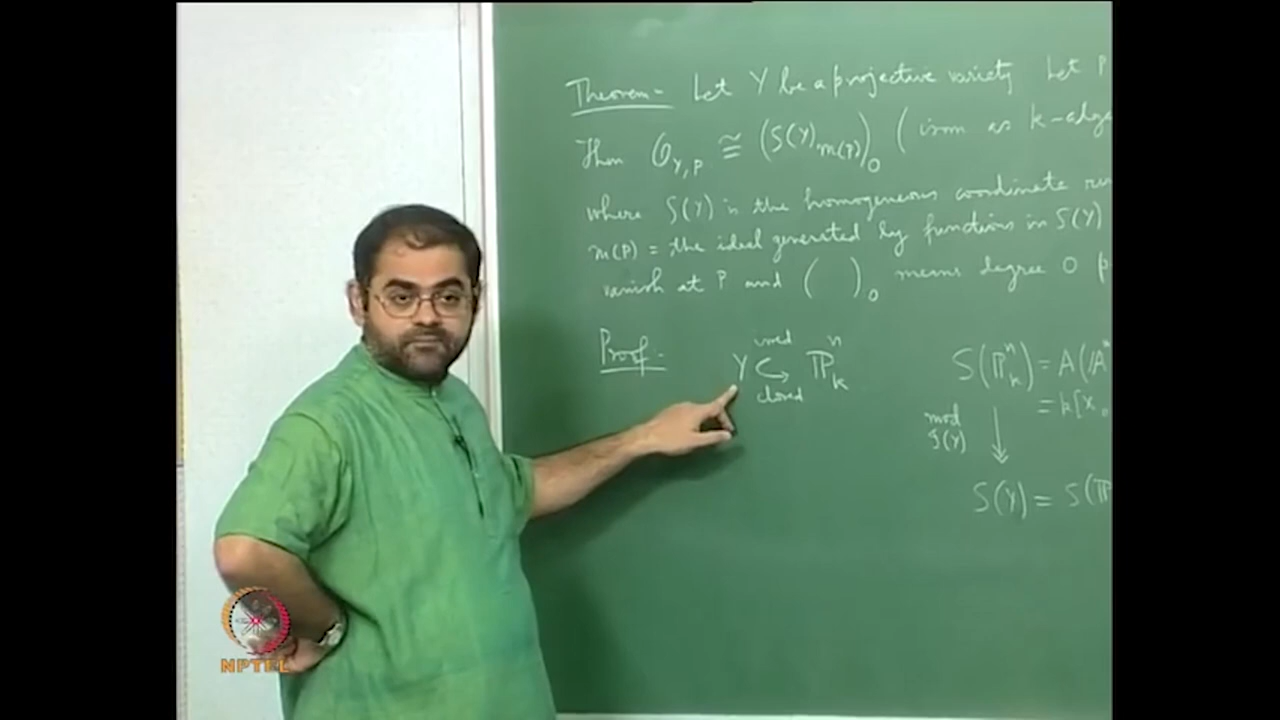 Theorem - Let Y be a projective variety. Let P
Then 𝒪_{Y,P} ≅ (S(Y)_{m(P)})_0 (isom as k-alge
where S(Y) is the homogeneous coordinate
m(P) = the ideal generated by functions in S(Y)
vanish at P and ( )_0 means degree 0 p
Proof - Y ↪ ℙ^n_k
irred
closed
S(ℙ^n_k) = A(𝔸^n
= k[x_0
mod
I(Y)
S(Y) = S(ℙ
NPTEL